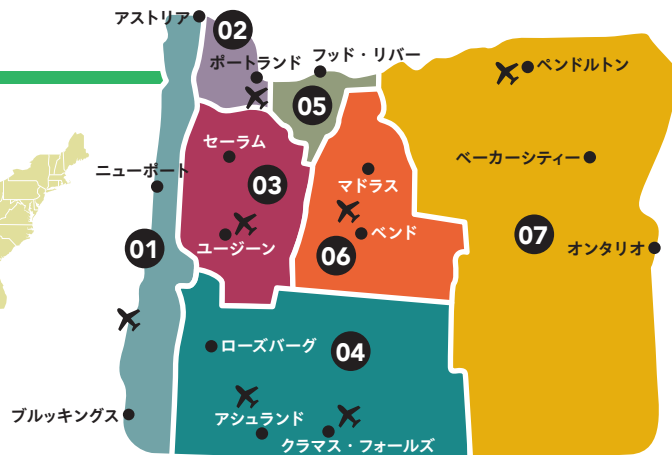 アストリア
02
ポートランド
フッド・リバー
05
ペンドルトン
セーラム
ニューポート
03
マドラス
ベーカーシティー
01
ユージーン
06
ベンド
07
オンタリオ
ローズバーグ
04
アシュランド
ブルッキングス
クラマス・フォールズ